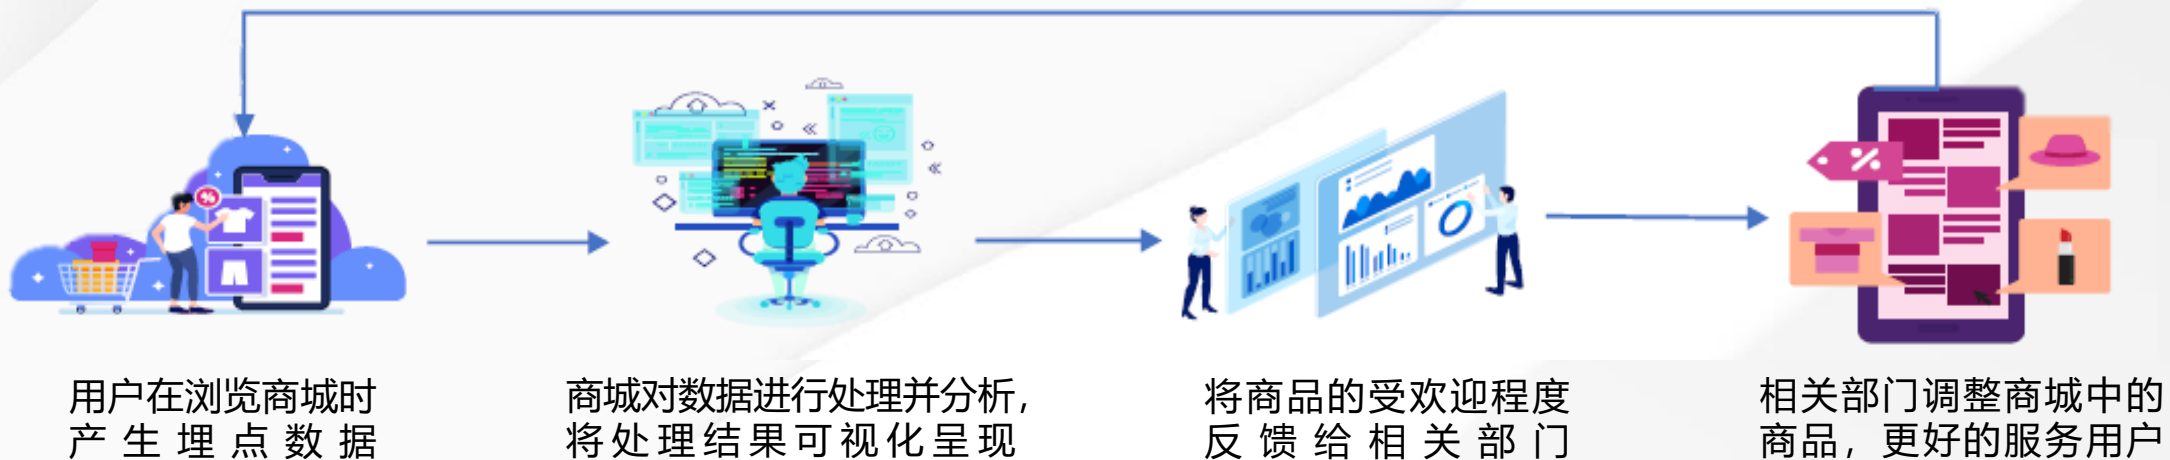 用户在浏览商城时
产生埋点数据
商城对数据进行处理并分析，
将处理结果可视化呈现
将商品的受欢迎程度
反馈给相关部门
相关部门调整商城中的
商品，更好的服务用户
%
%